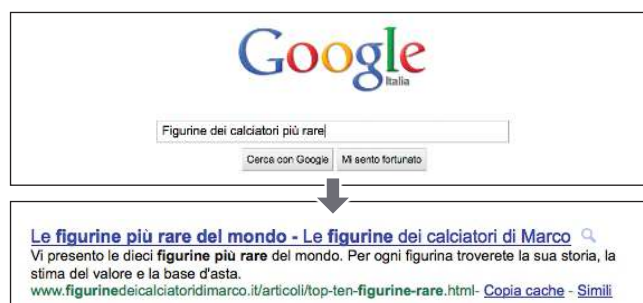 Google
Italia
Figurine dei calciatori più rare
Cerca con Google Mi sento fortunato
Le figurine più rare del mondo - Le figurine dei calciatori di Marco
Vi presento le dieci figurine più rare del mondo. Per ogni figurina troverete la sua storia, la
stima del valore e la base d'asta.
www.figurinedeicalciatoridimarco.it/articoli/top-ten-figurine-rare.html- Copia cache - Simili